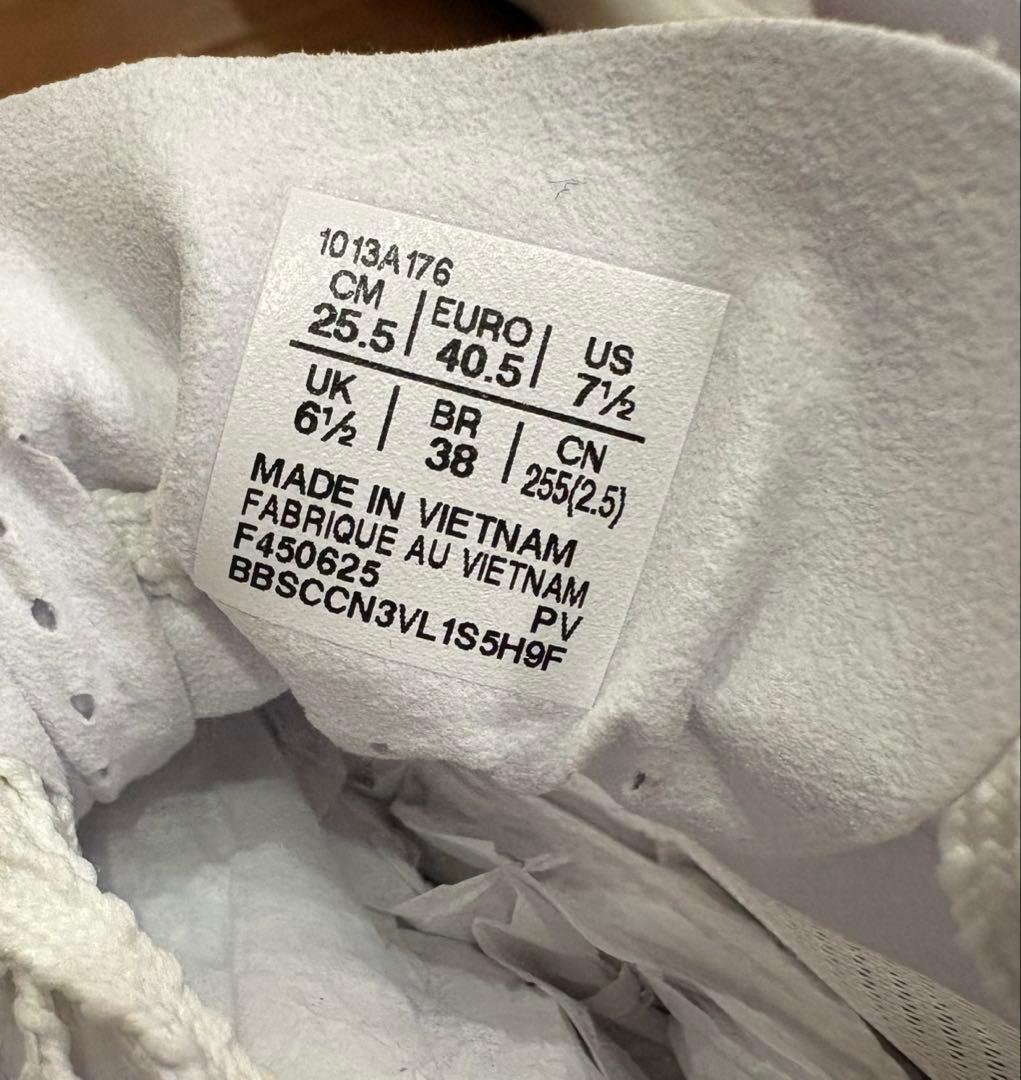 1013A176
CM | EURO | US
25.5 | 40.5 | 7½
UK | BR | CN
6½ | 38 | 255(2.5)
MADE IN VIETNAM
FABRIQUE AU VIETNAM
F450625 PV
BBSCCN3VL1S5H9F